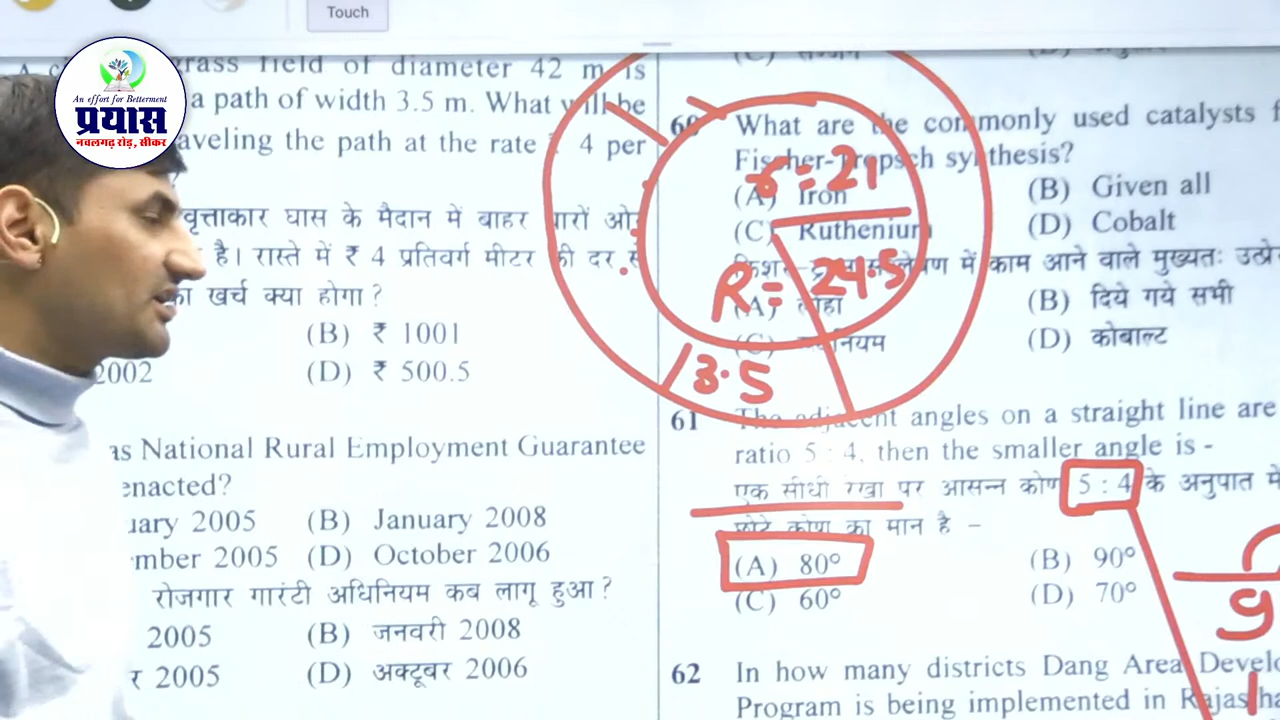 Touch
An effort for Betterment
प्रयास
नवलगढ़ रोड़, सीकर
grass field of diameter 42 m is
a path of width 3.5 m. What will be
aveling the path at the rate 4 per
वृत्ताकार घास के मैदान में बाहर
है। रास्ते में ₹ 4 प्रतिवर्ग मीटर की दर से
का खर्च क्या होगा?
(B) ₹ 1001
2002
(D) ₹ 500.5
as National Rural Employment Guarantee
enacted?
uary 2005 (B) January 2008
mber 2005 (D) October 2006
रोजगार गारंटी अधिनियम कब लागू हुआ?
2005 (B) जनवरी 2008
र 2005 (D) अक्टूबर 2006
60 What are the commonly used catalysts f
Fischer-Tropsch synthesis?
(A) Iron (B) Given all
(C) Ruthenium (D) Cobalt
में काम आने वाले मुख्यतः
(A) लोहा (B) दिये गये सभी
(C) (D) कोबाल्ट
r = 21
R = 24.5
3.5
61 The adjacent angles on a straight line are
ratio 5 : 4, then the smaller angle is -
एक सीधी रेखा पर आसन्न कोण 5 : 4 के अनुपात में
छोटे कोण का मान है -
(A) 80° (B) 90°
(C) 60° (D) 70°
9
62 In how many districts Dang Area Develo
Program is being implemented in Rajastha